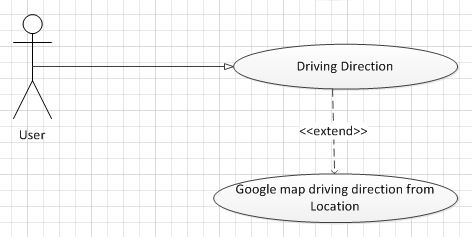 Driving Direction
User
<<extend>>
Google map driving direction from
Location